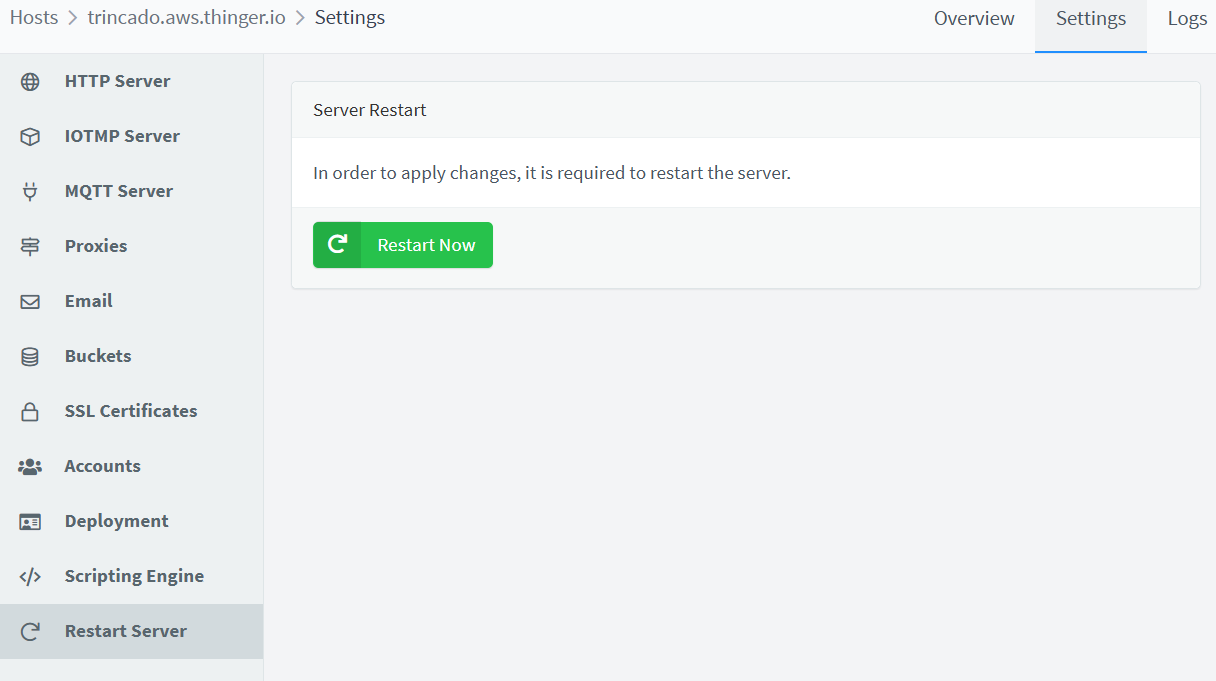 Hosts > trincado.aws.thinger.io > Settings
Overview Settings Logs
HTTP Server
IOTMP Server
MQTT Server
Proxies
Email
Buckets
SSL Certificates
Accounts
Deployment
Scripting Engine
Restart Server
Server Restart
In order to apply changes, it is required to restart the server.
Restart Now